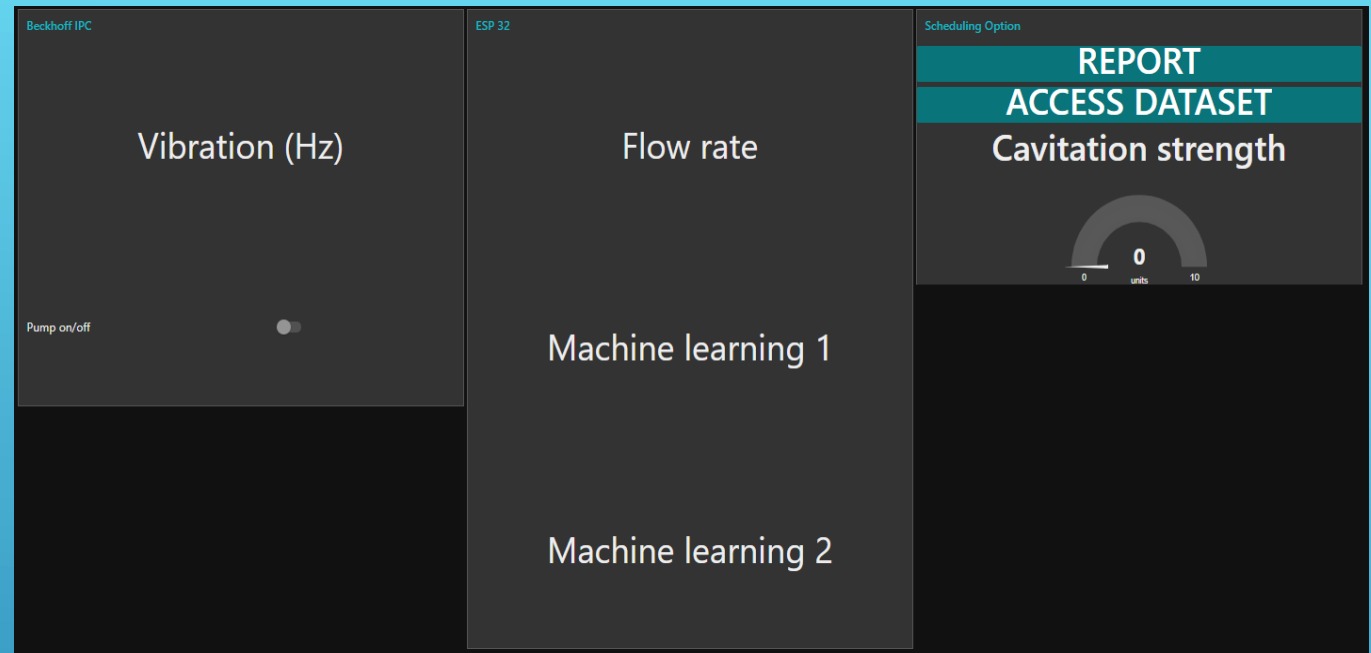 Beckhoff IPC
Vibration (Hz)
Pump on/off
ESP 32
Flow rate
Machine learning 1
Machine learning 2
Scheduling Option
REPORT
ACCESS DATASET
Cavitation strength
0
0 units 10